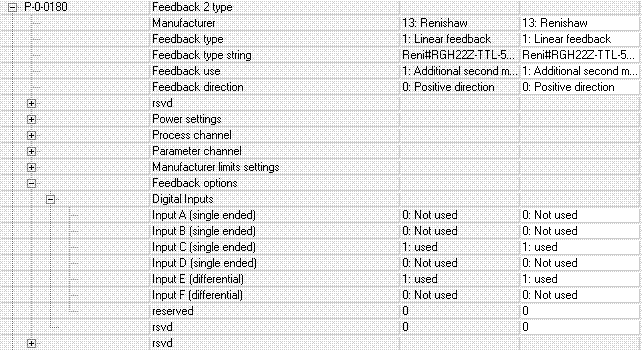 P-0-0180 Feedback 2 type
Manufacturer 13: Renishaw 13: Renishaw
Feedback type 1: Linear feedback 1: Linear feedback
Feedback type string Reni#RGH22Z-TTL-5... Reni#RGH22Z-TTL-5...
Feedback use 1: Additional second m... 1: Additional second m...
Feedback direction 0: Positive direction 0: Positive direction
rsvd
Power settings
Process channel
Parameter channel
Manufacturer limits settings
Feedback options
Digital Inputs
Input A (single ended) 0: Not used 0: Not used
Input B (single ended) 0: Not used 0: Not used
Input C (single ended) 1: used 1: used
Input D (single ended) 0: Not used 0: Not used
Input E (differential) 1: used 1: used
Input F (differential) 0: Not used 0: Not used
reserved 0 0
rsvd 0 0
rsvd